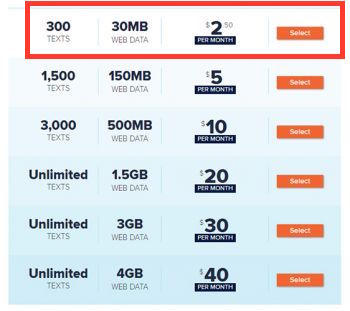 300 30MB $2.50
TEXTS WEB DATA PER MONTH Select
1,500 150MB $5
TEXTS WEB DATA PER MONTH Select
3,000 500MB $10
TEXTS WEB DATA PER MONTH Select
Unlimited 1.5GB $20
TEXTS WEB DATA PER MONTH Select
Unlimited 3GB $30
TEXTS WEB DATA PER MONTH Select
Unlimited 4GB $40
TEXTS WEB DATA PER MONTH Select